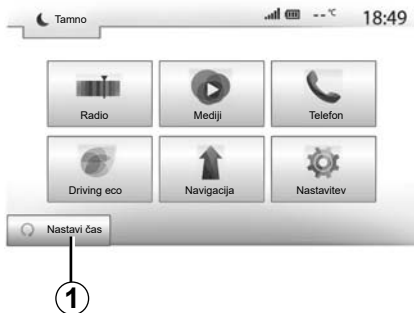 Tamno
--°C
18:49
Radio
Mediji
Telefon
Driving eco
Navigacija
Nastavitev
Nastavi čas
1